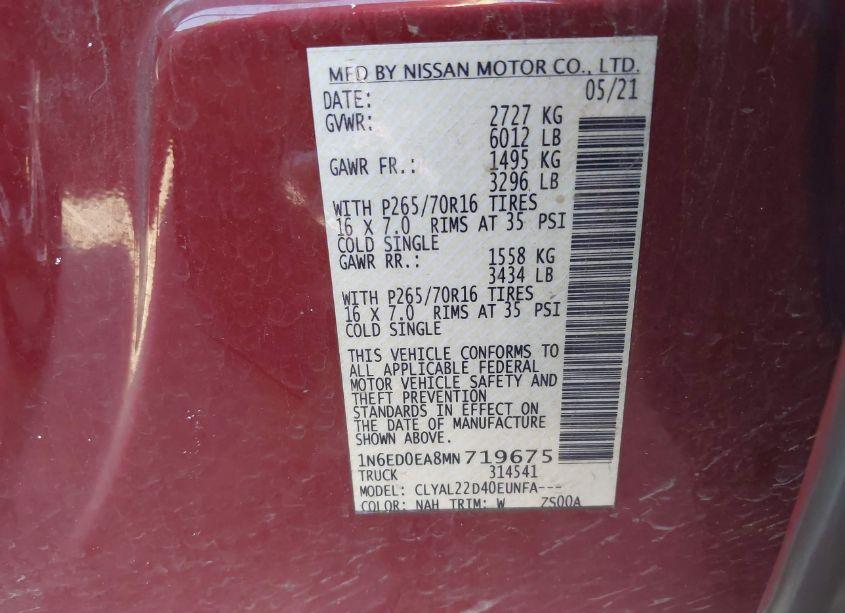 MFD BY NISSAN MOTOR CO., LTD.
DATE: 05/21
GVWR: 2727 KG
6012 LB
GAWR FR.: 1495 KG
3296 LB
WITH P265/70R16 TIRES
16 X 7.0 RIMS AT 35 PSI
COLD SINGLE
GAWR RR.: 1558 KG
3434 LB
WITH P265/70R16 TIRES
16 X 7.0 RIMS AT 35 PSI
COLD SINGLE
THIS VEHICLE CONFORMS TO
ALL APPLICABLE FEDERAL
MOTOR VEHICLE SAFETY AND
THEFT PREVENTION
STANDARDS IN EFFECT ON
THE DATE OF MANUFACTURE
SHOWN ABOVE.
1N6ED0EA8MN719675
TRUCK 314541
MODEL: CLYAL22D40EUNFA---
COLOR: NAH TRIM: W ZS00A